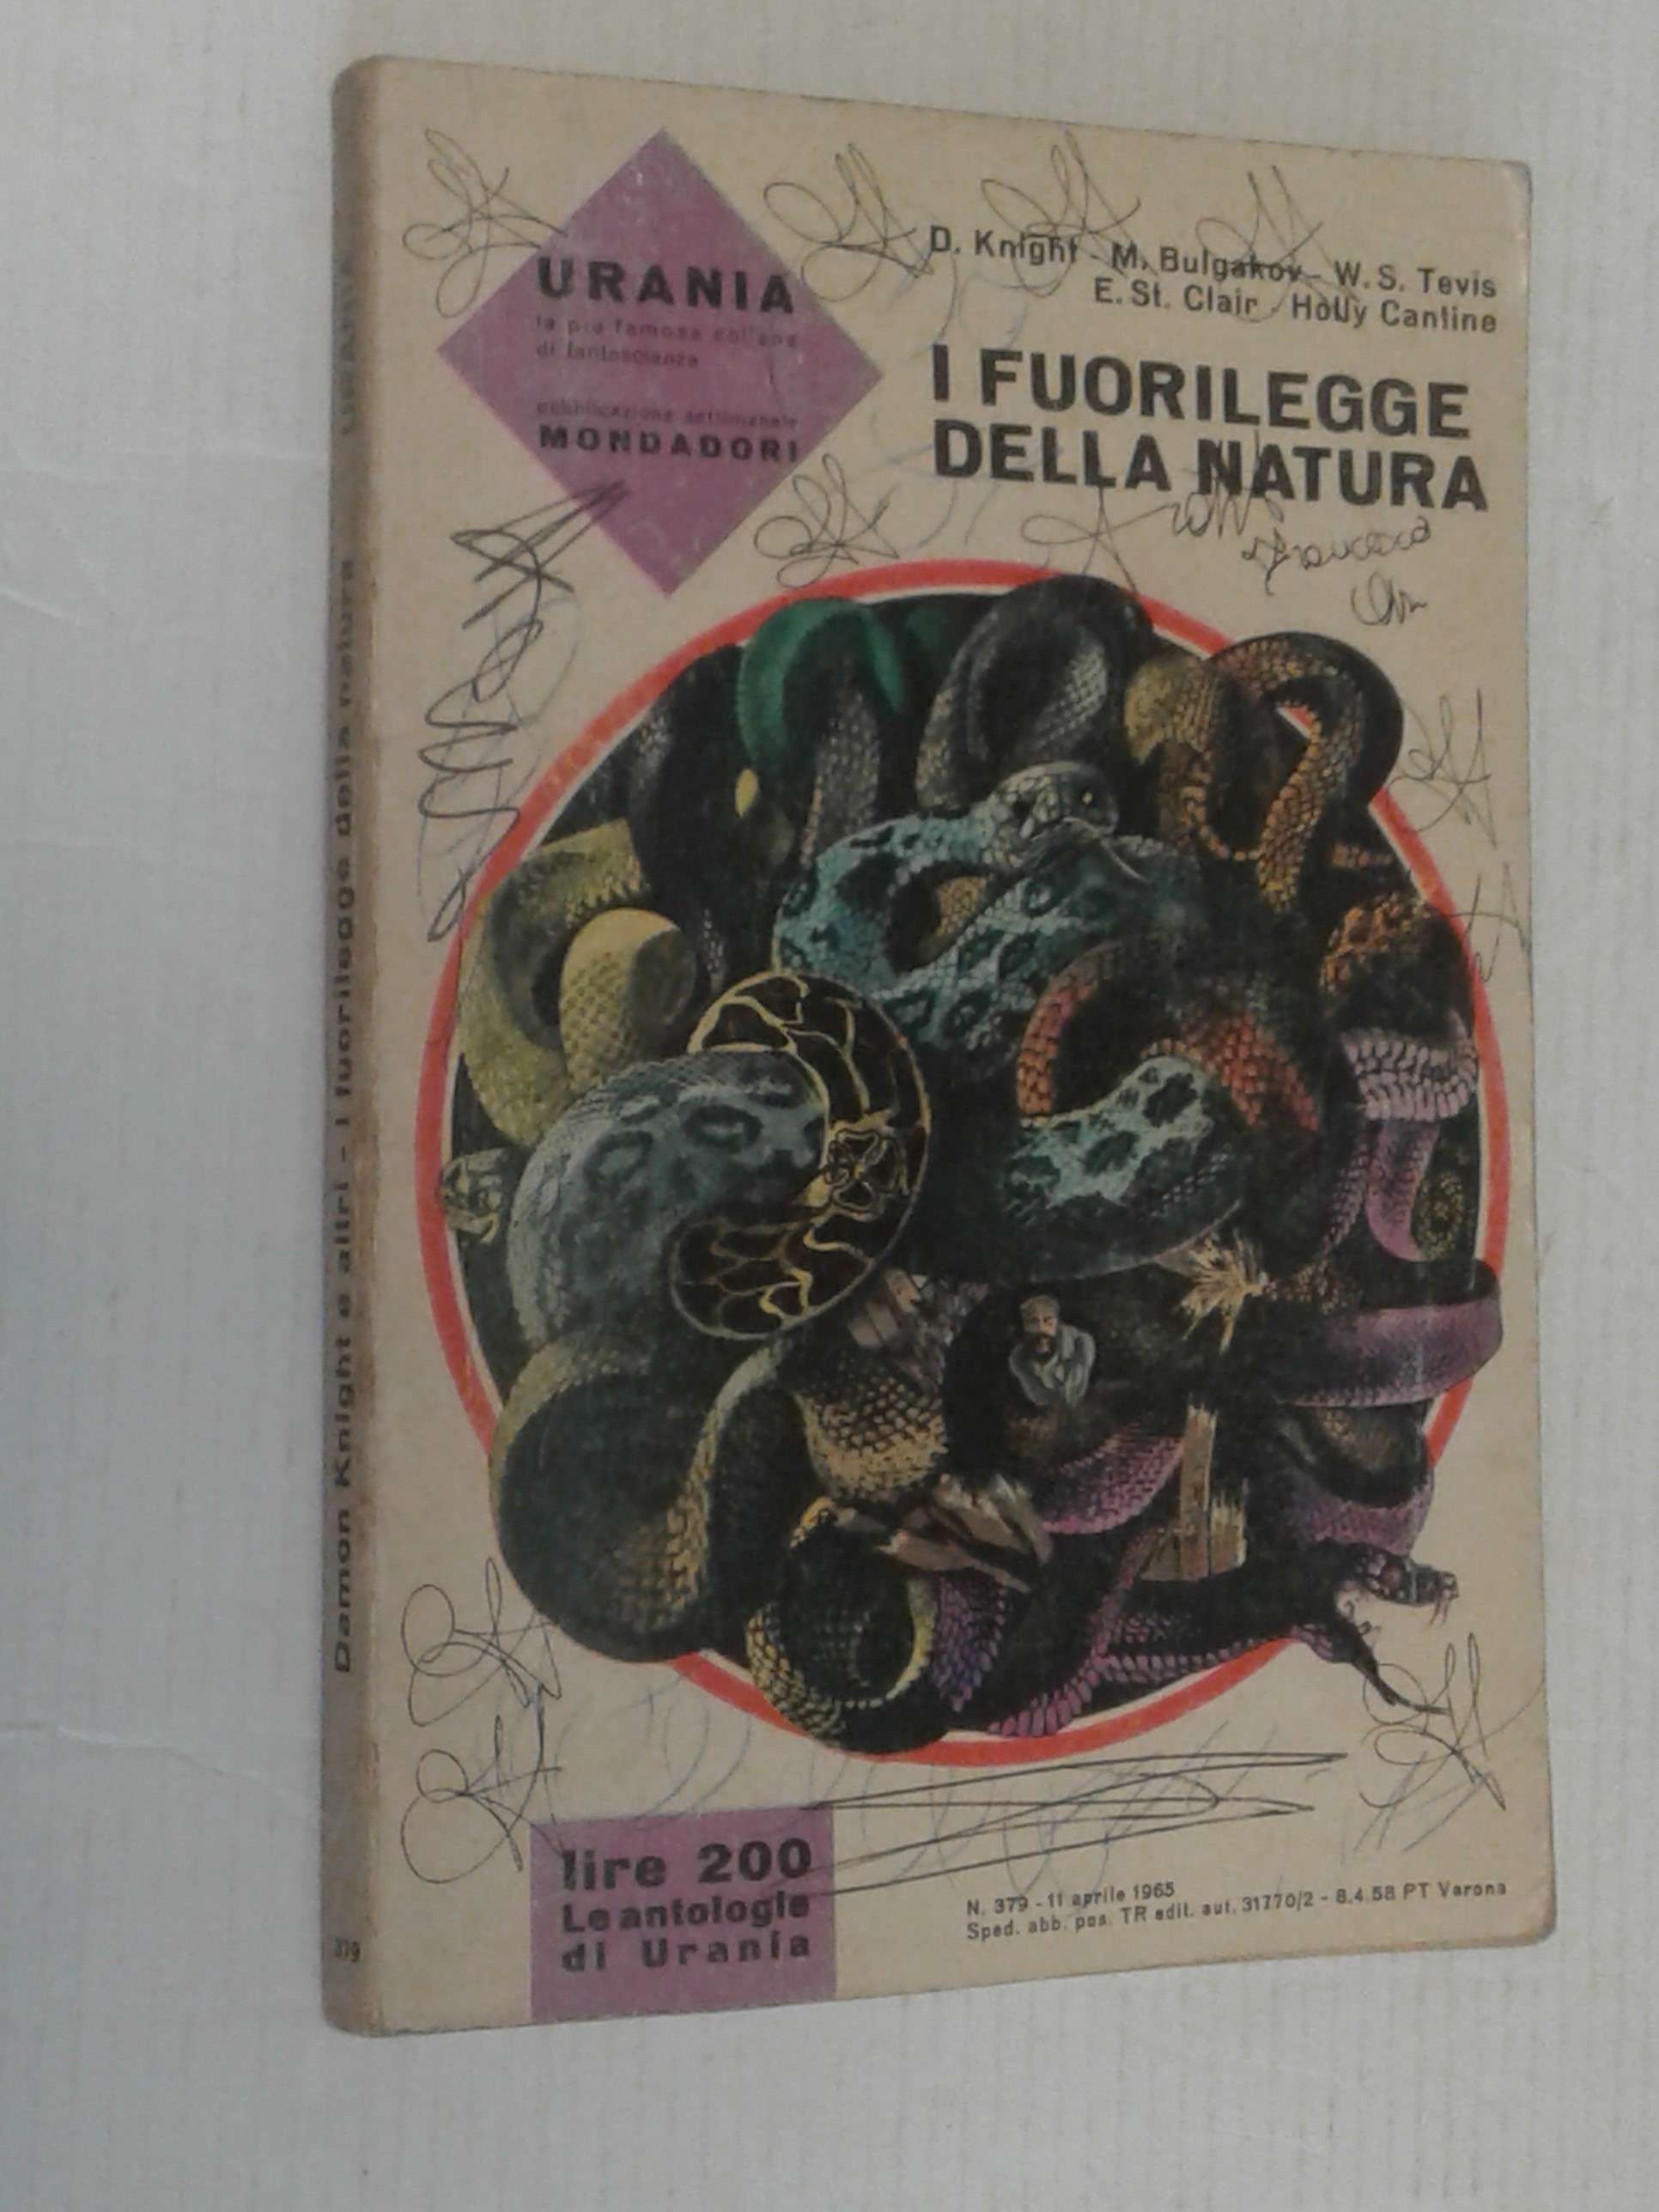 URANIA
la più famosa collana
di fantascienza
pubblicazione settimanale
MONDADORI
D. Knight - M. Bulgakov - W. S. Tevis
E. St. Clair - Holly Cantine
I FUORILEGGE
DELLA NATURA
Francesca
lire 200
Le antologie
di Urania
N. 379 - 11 aprile 1965
Sped. abb. pos. TR edit. aut. 31770/2 - 8.4.58 PT Verona
Damon Knight e altri - I fuorilegge della natura URANIA
379